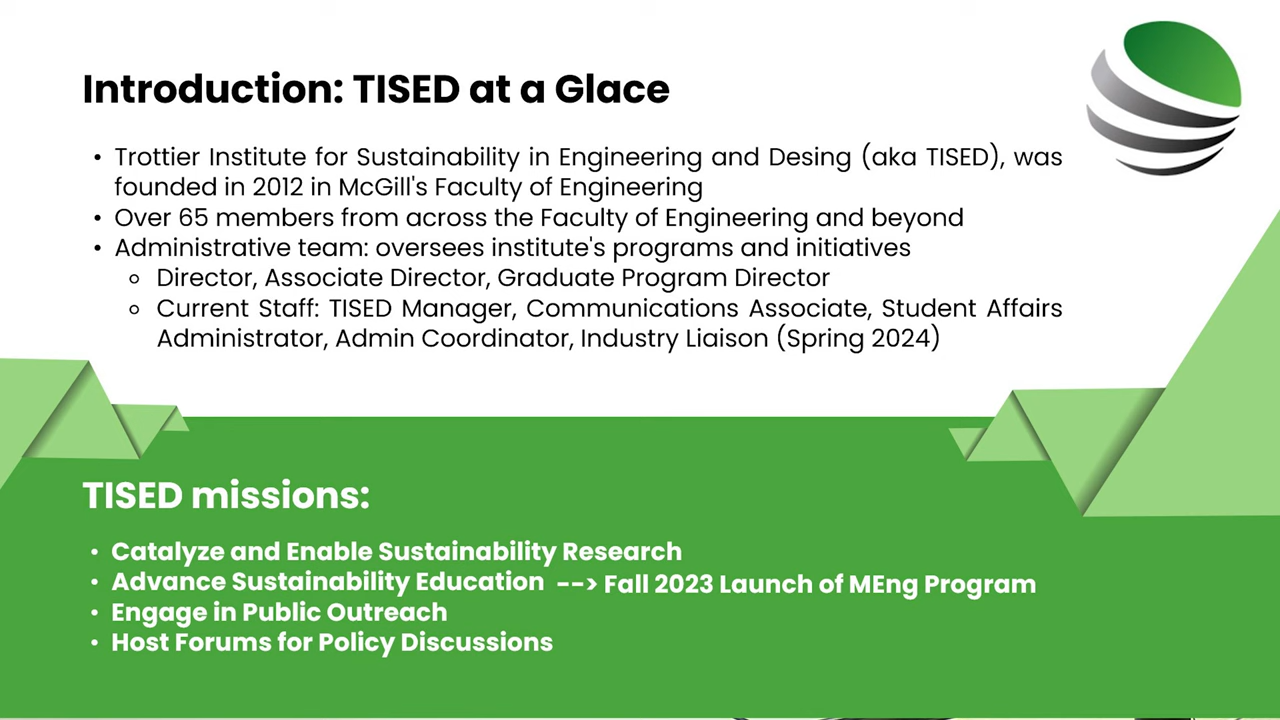 Introduction: TISED at a Glace
• Trottier Institute for Sustainability in Engineering and Desing (aka TISED), was
founded in 2012 in McGill's Faculty of Engineering
• Over 65 members from across the Faculty of Engineering and beyond
• Administrative team: oversees institute's programs and initiatives
○ Director, Associate Director, Graduate Program Director
○ Current Staff: TISED Manager, Communications Associate, Student Affairs
Administrator, Admin Coordinator, Industry Liaison (Spring 2024)
TISED missions:
• Catalyze and Enable Sustainability Research
• Advance Sustainability Education --> Fall 2023 Launch of MEng Program
• Engage in Public Outreach
• Host Forums for Policy Discussions